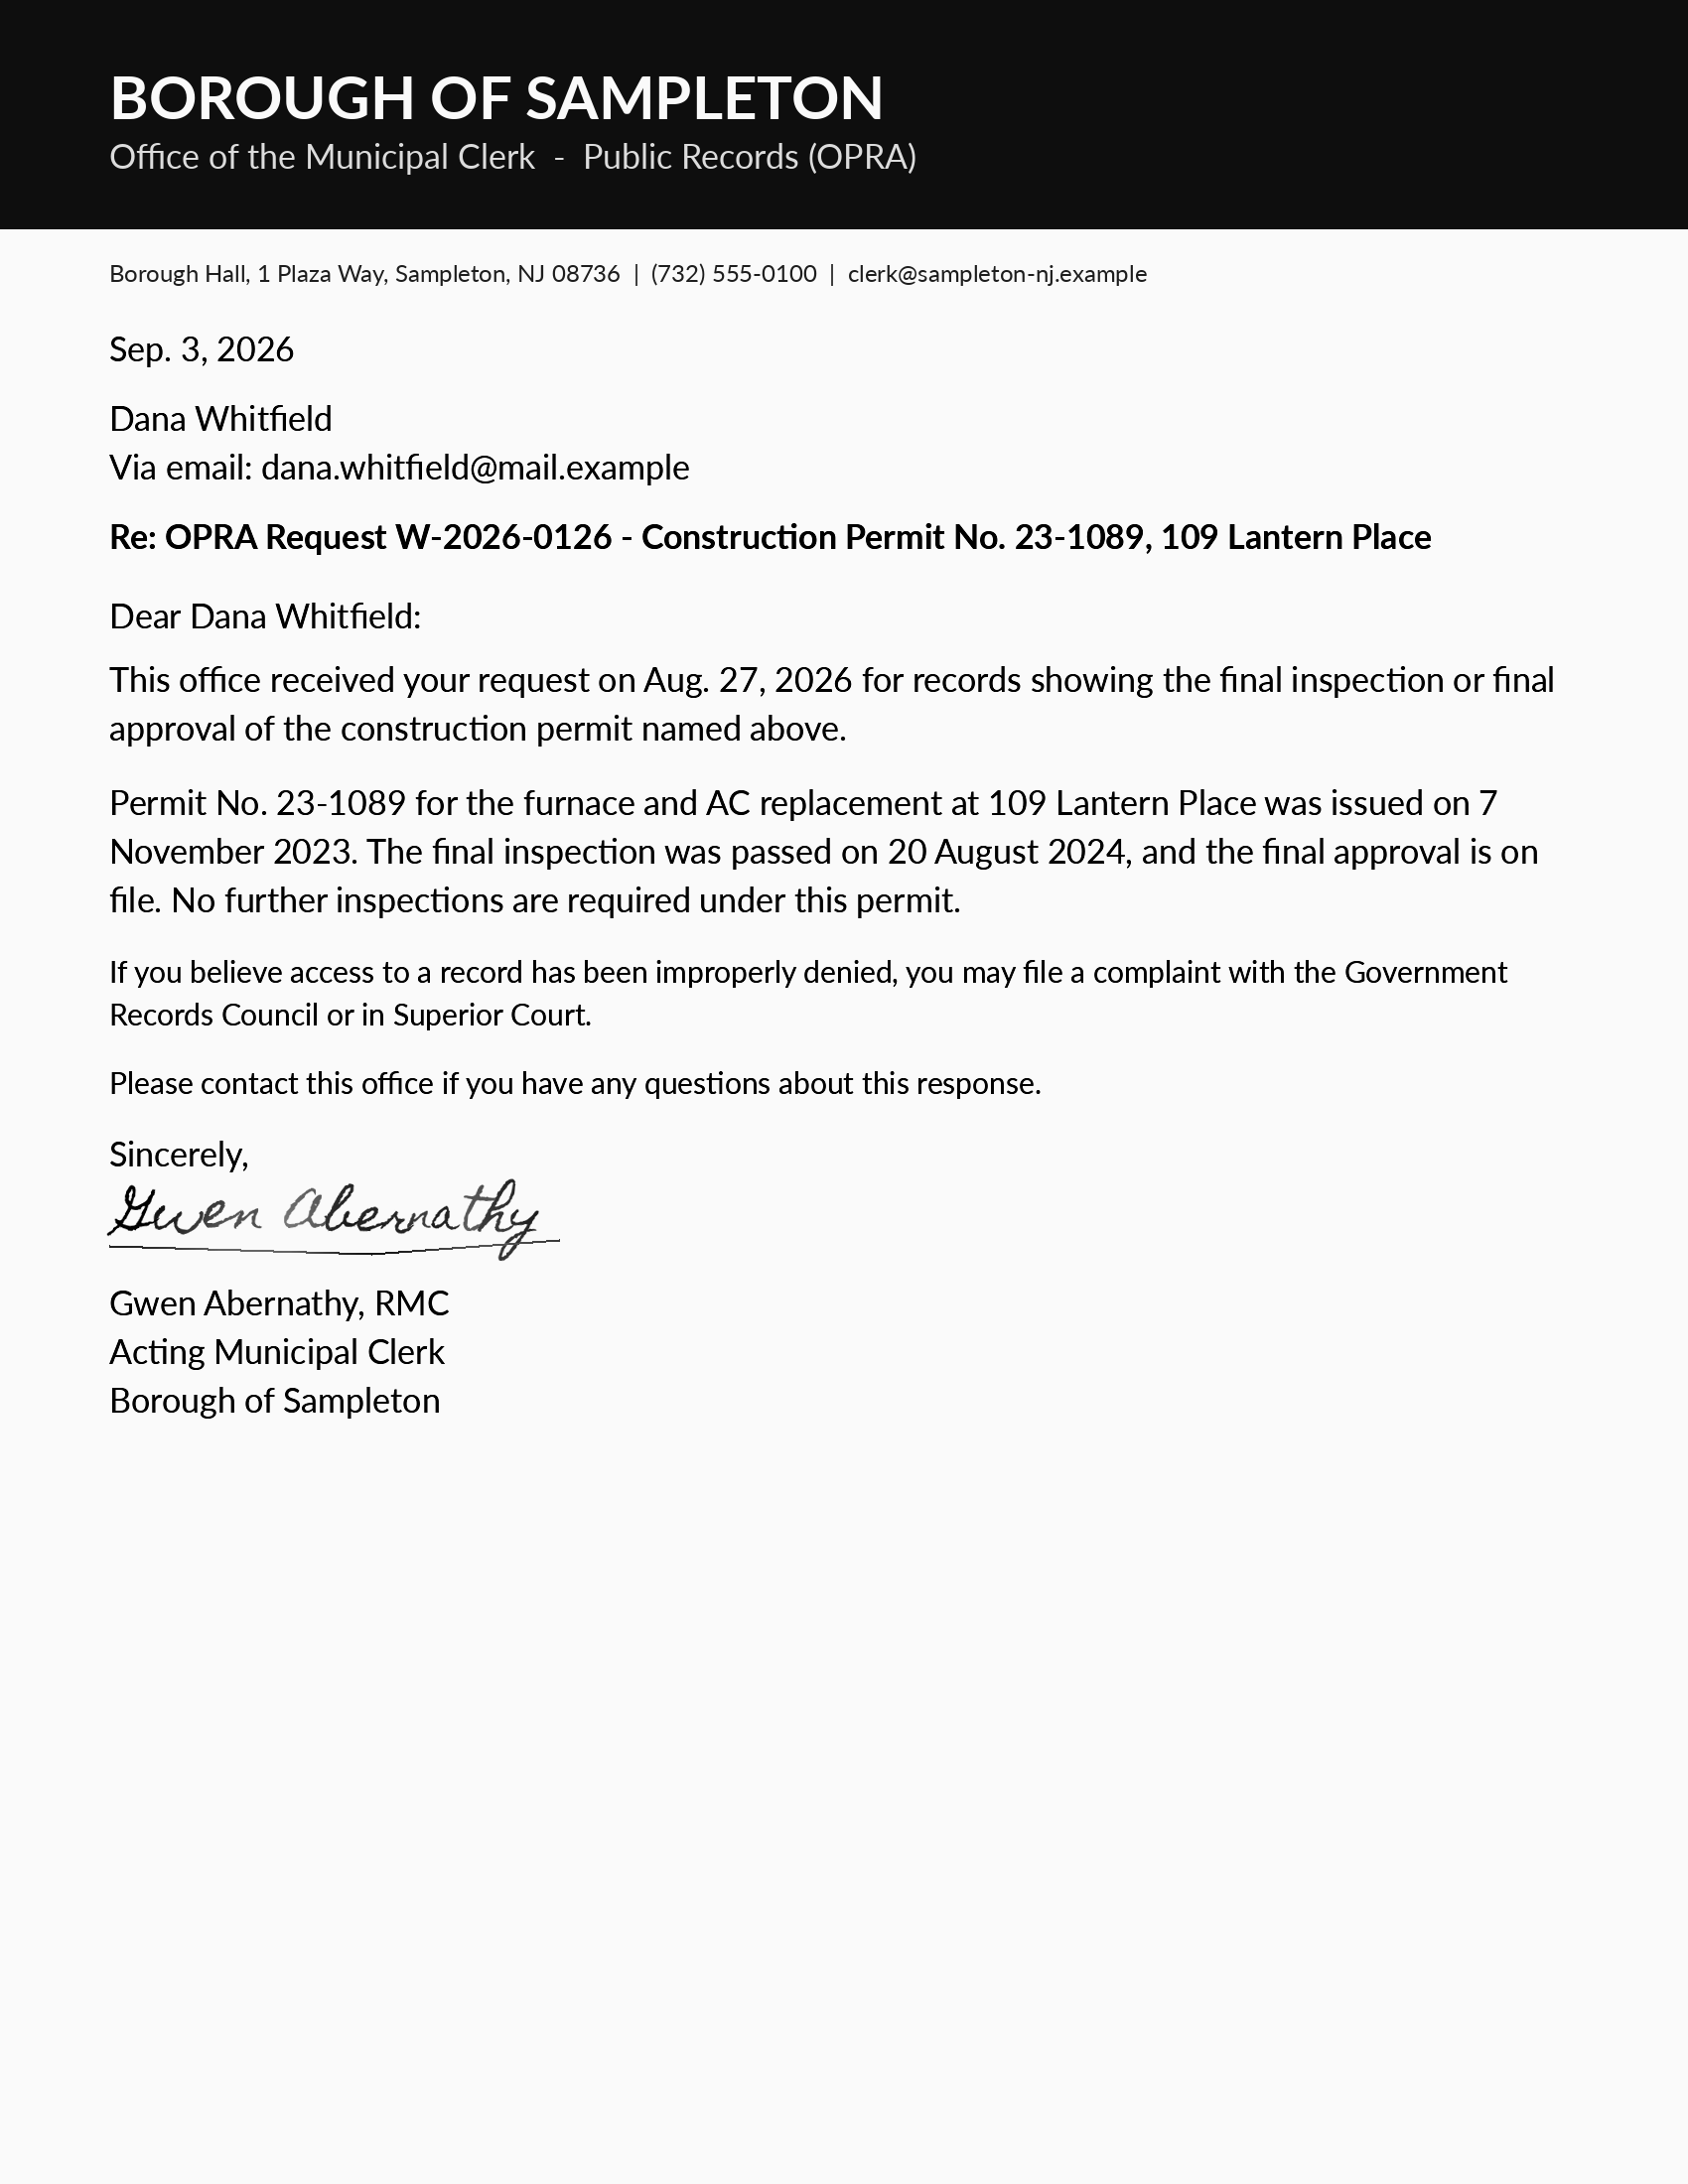 BOROUGH OF SAMPLETON
Office of the Municipal Clerk - Public Records (OPRA)
Borough Hall, 1 Plaza Way, Sampleton, NJ 08736 | (732) 555-0100 | clerk@sampleton-nj.example
Sep. 3, 2026
Dana Whitfield
Via email: dana.whitfield@mail.example
Re: OPRA Request W-2026-0126 - Construction Permit No. 23-1089, 109 Lantern Place
Dear Dana Whitfield:
This office received your request on Aug. 27, 2026 for records showing the final inspection or final
approval of the construction permit named above.
Permit No. 23-1089 for the furnace and AC replacement at 109 Lantern Place was issued on 7
November 2023. The final inspection was passed on 20 August 2024, and the final approval is on
file. No further inspections are required under this permit.
If you believe access to a record has been improperly denied, you may file a complaint with the Government
Records Council or in Superior Court.
Please contact this office if you have any questions about this response.
Sincerely,
Gwen Abernathy
Gwen Abernathy, RMC
Acting Municipal Clerk
Borough of Sampleton